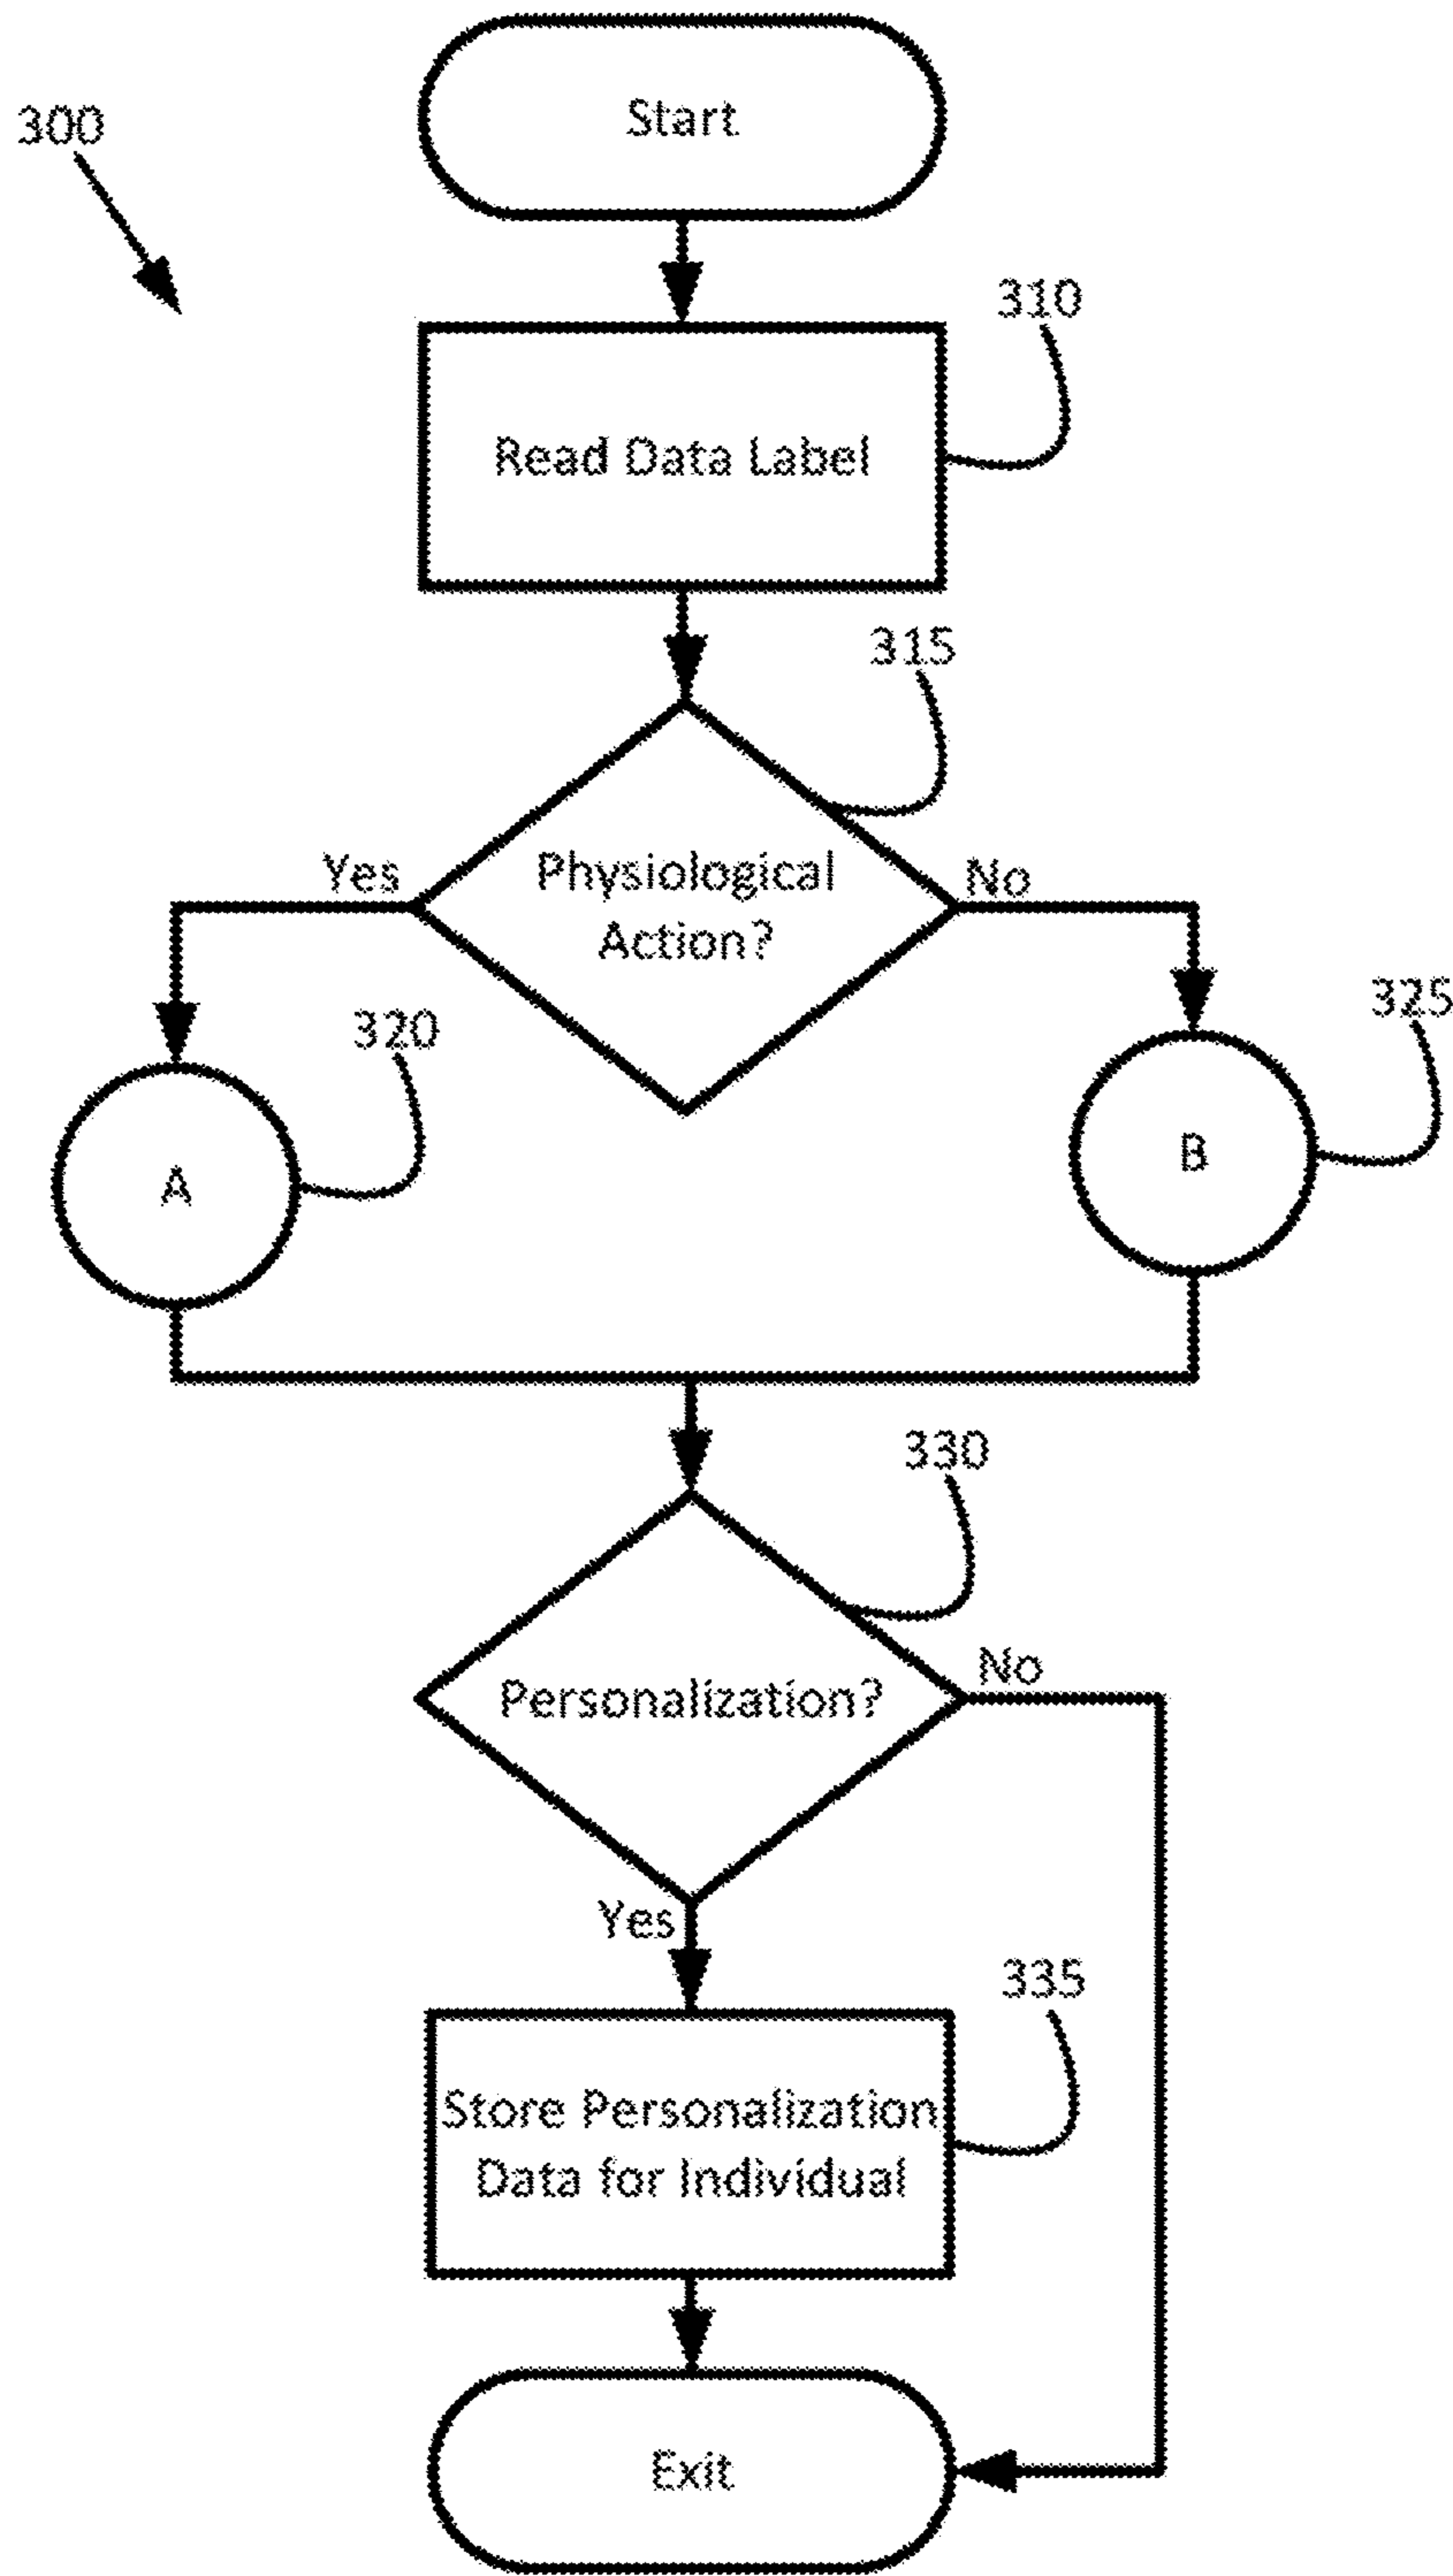 Start
300
310
Read Data Label
315
Yes
Physiological
Action?
No
320
325
A
B
330
Personalization?
No
Yes
335
Store Personalization
Data for Individual
Exit